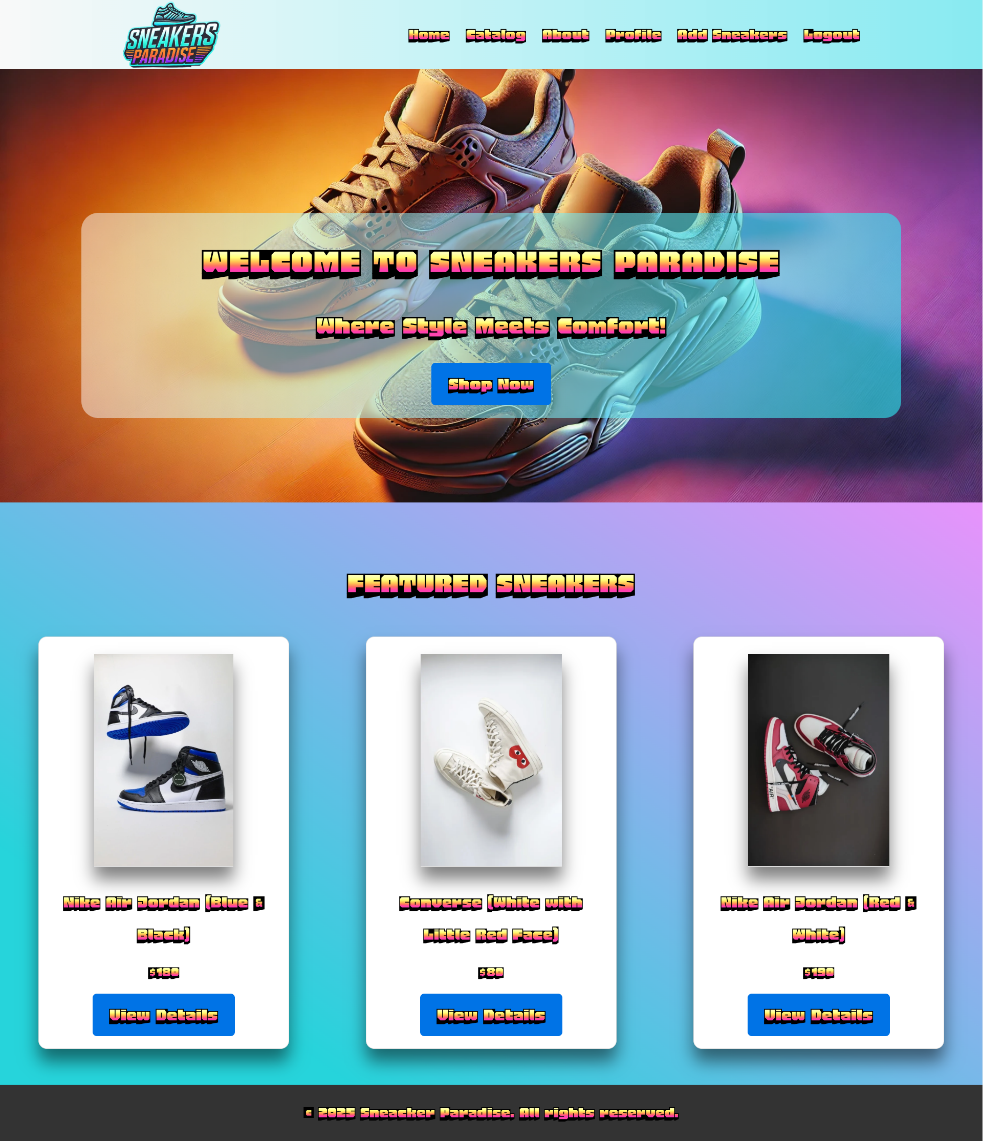 SNEAKERS
PARADISE
Home Catalog About Profile Add Sneakers Logout
WELCOME TO SNEAKERS PARADISE
Where Style Meets Comfort!
Shop Now
FEATURED SNEAKERS
Nike Air Jordan (Blue &
Black)
$180
View Details
Converse (White with
Little Red Face)
$80
View Details
Nike Air Jordan (Red &
White)
$190
View Details
© 2025 Sneacker Paradise. All rights reserved.